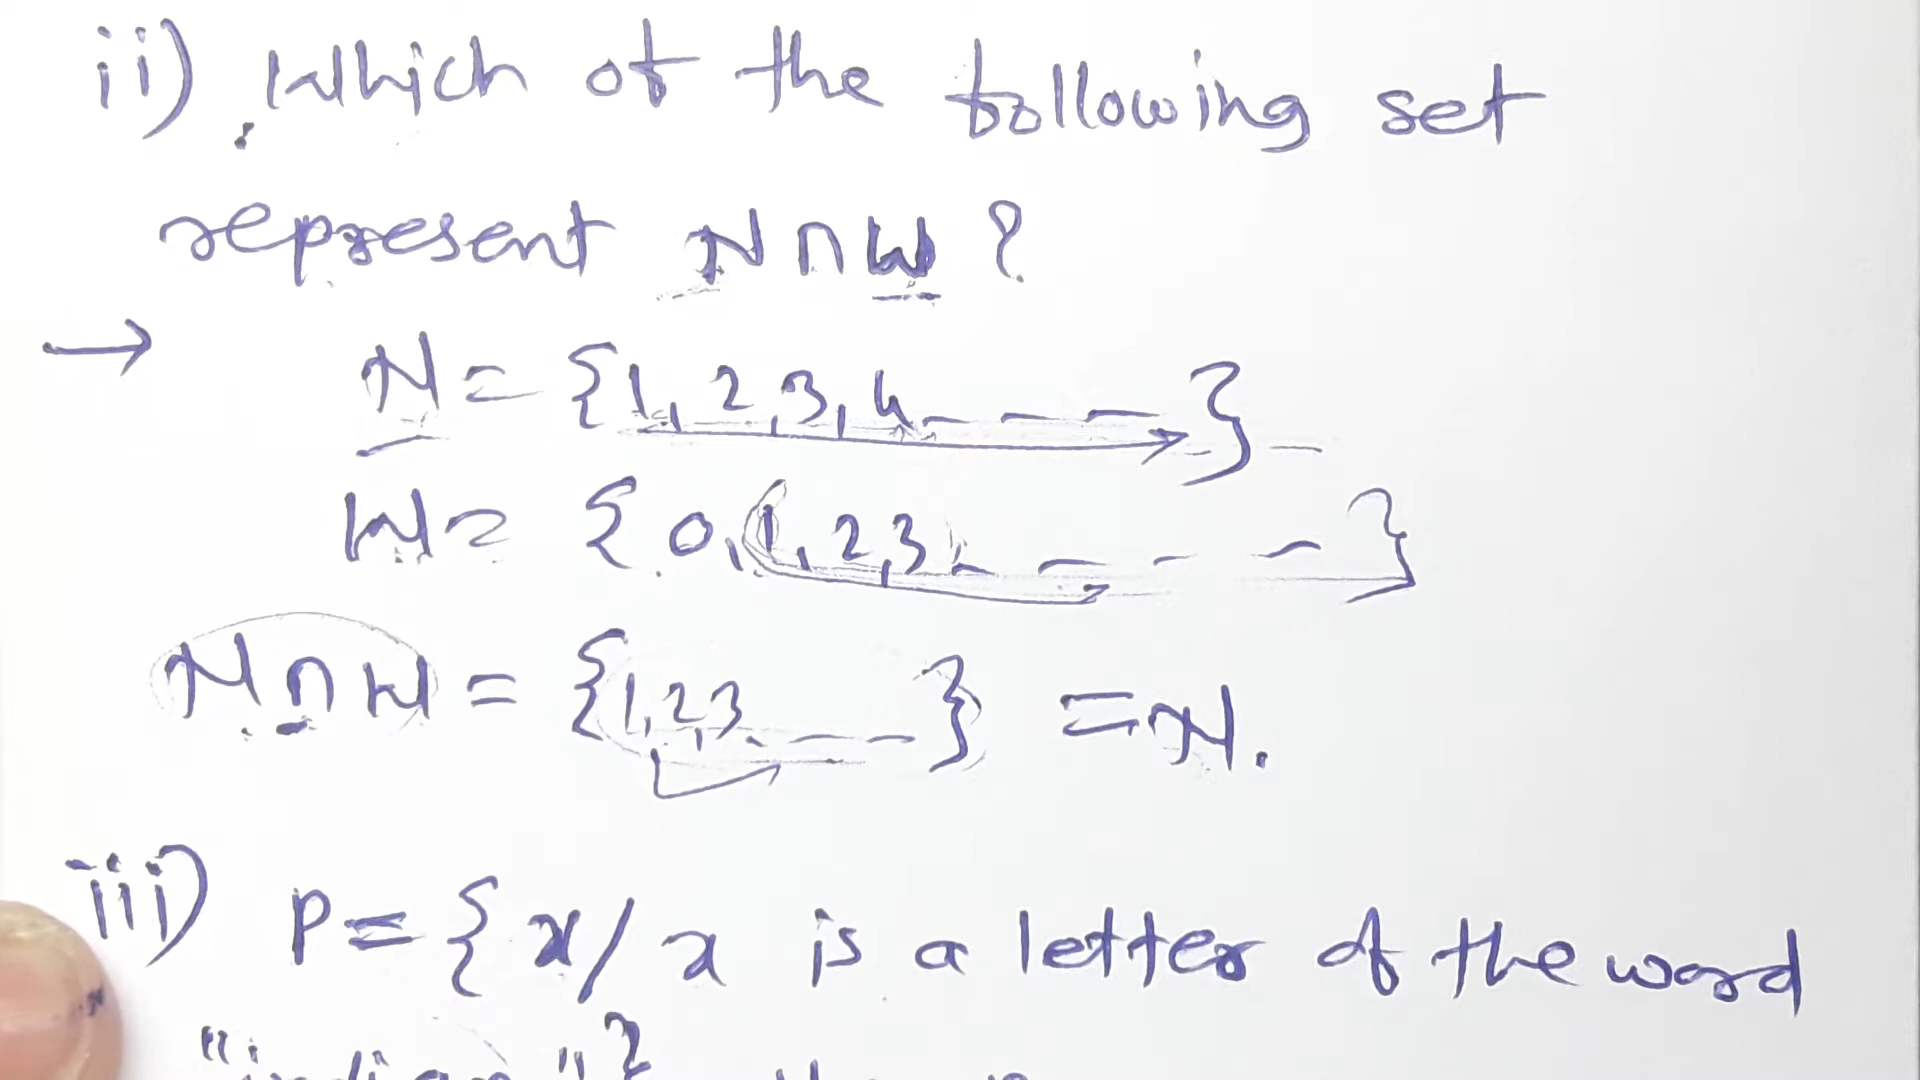 ii) Which of the following set
represent N∩W?
→ N = {1, 2, 3, 4, - - - -}
W = {0, 1, 2, 3, - - - -}
N∩W = {1, 2, 3, - - -} = N.
iii) P = {x/x is a letter of the word
"indian"}